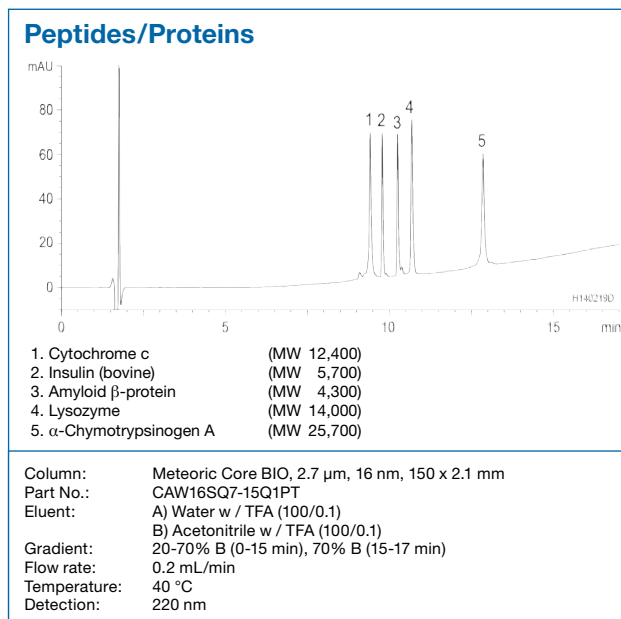 Peptides/Proteins
mAU
80
60
40
20
0
1 2 3 4 5
H140219D
0 5 10 15 min
1. Cytochrome c (MW 12,400)
2. Insulin (bovine) (MW 5,700)
3. Amyloid β-protein (MW 4,300)
4. Lysozyme (MW 14,000)
5. α-Chymotrypsinogen A (MW 25,700)
Column: Meteoric Core BIO, 2.7 µm, 16 nm, 150 x 2.1 mm
Part No.: CAW16SQ7-15Q1PT
Eluent: A) Water w / TFA (100/0.1)
B) Acetonitrile w / TFA (100/0.1)
Gradient: 20-70% B (0-15 min), 70% B (15-17 min)
Flow rate: 0.2 mL/min
Temperature: 40 °C
Detection: 220 nm